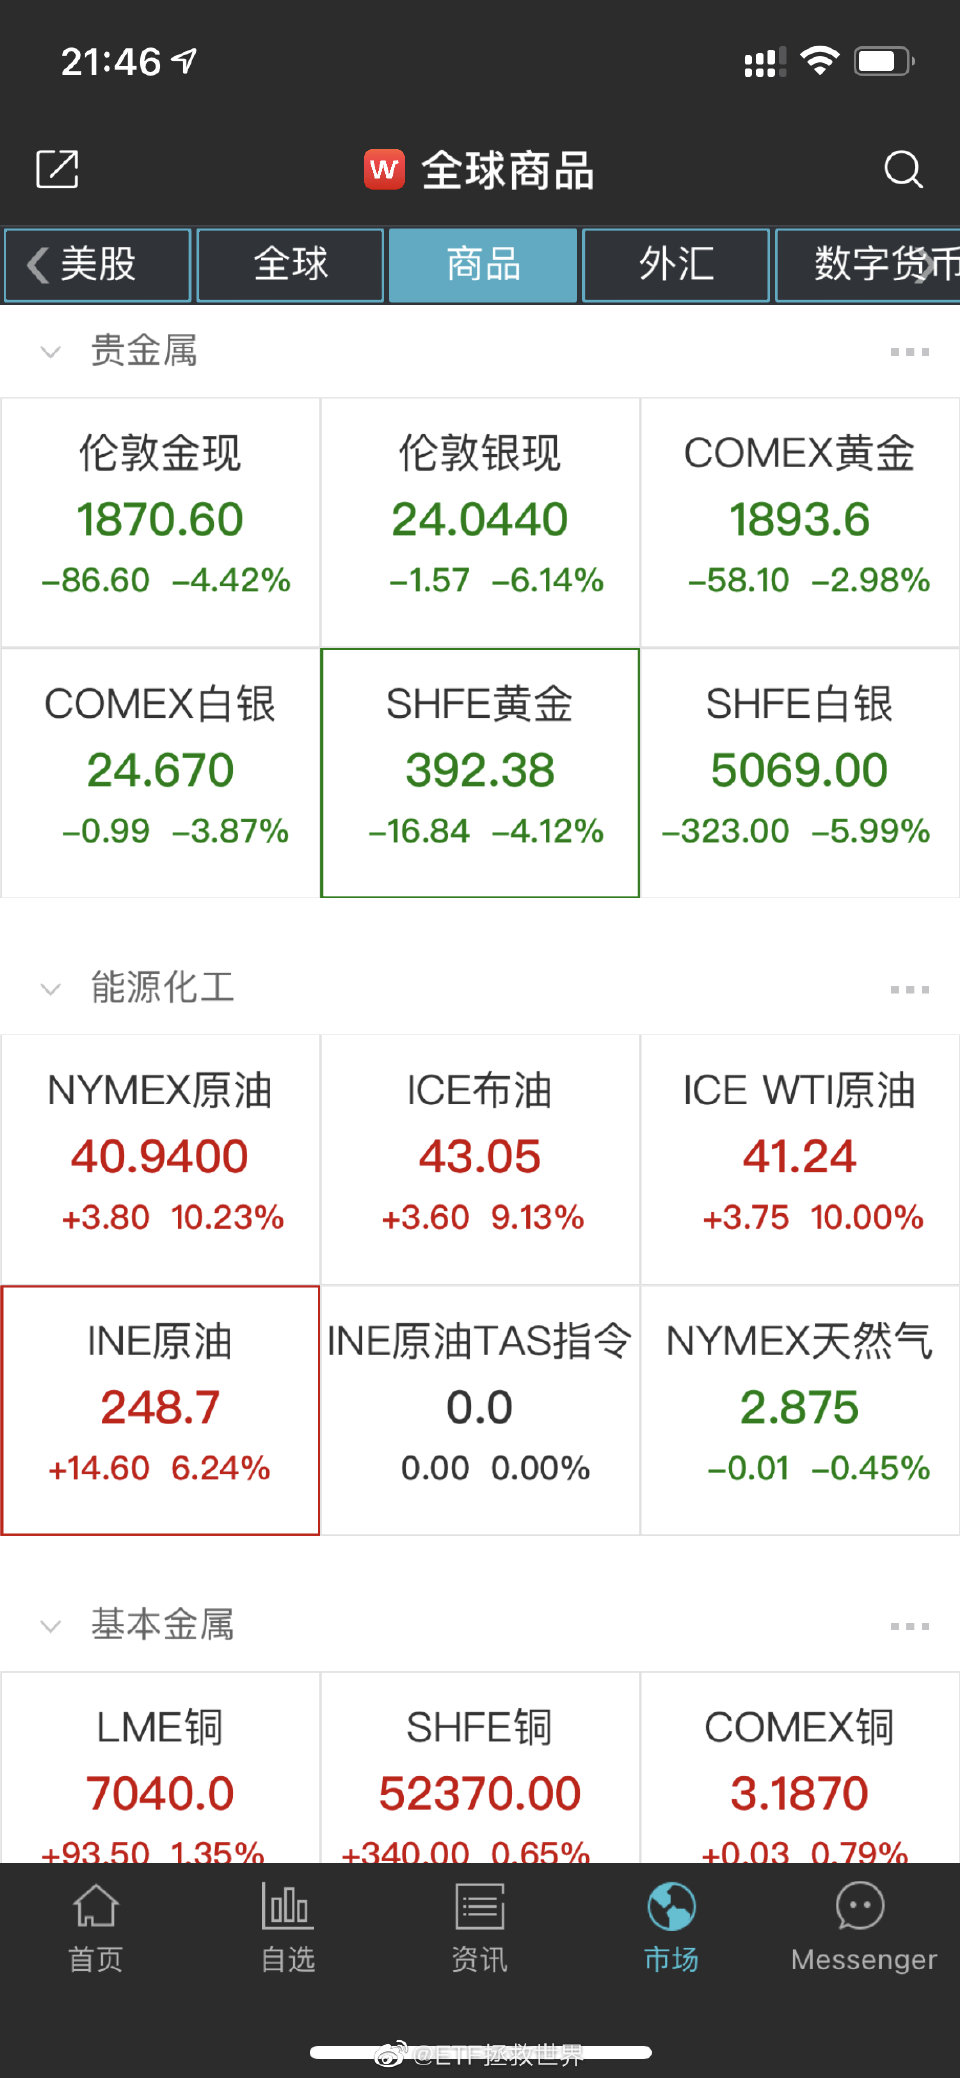 21:46
W 全球商品
美股 全球 商品 外汇 数字货币
贵金属
伦敦金现 伦敦银现 COMEX黄金
1870.60 24.0440 1893.6
-86.60 -4.42% -1.57 -6.14% -58.10 -2.98%
COMEX白银 SHFE黄金 SHFE白银
24.670 392.38 5069.00
-0.99 -3.87% -16.84 -4.12% -323.00 -5.99%
能源化工
NYMEX原油 ICE布油 ICE WTI原油
40.9400 43.05 41.24
+3.80 10.23% +3.60 9.13% +3.75 10.00%
INE原油 INE原油TAS指令 NYMEX天然气
248.7 0.0 2.875
+14.60 6.24% 0.00 0.00% -0.01 -0.45%
基本金属
LME铜 SHFE铜 COMEX铜
7040.0 52370.00 3.1870
+93.50 1.35% +340.00 0.65% +0.03 0.79%
首页 自选 资讯 市场 Messenger
@ETF拯救世界